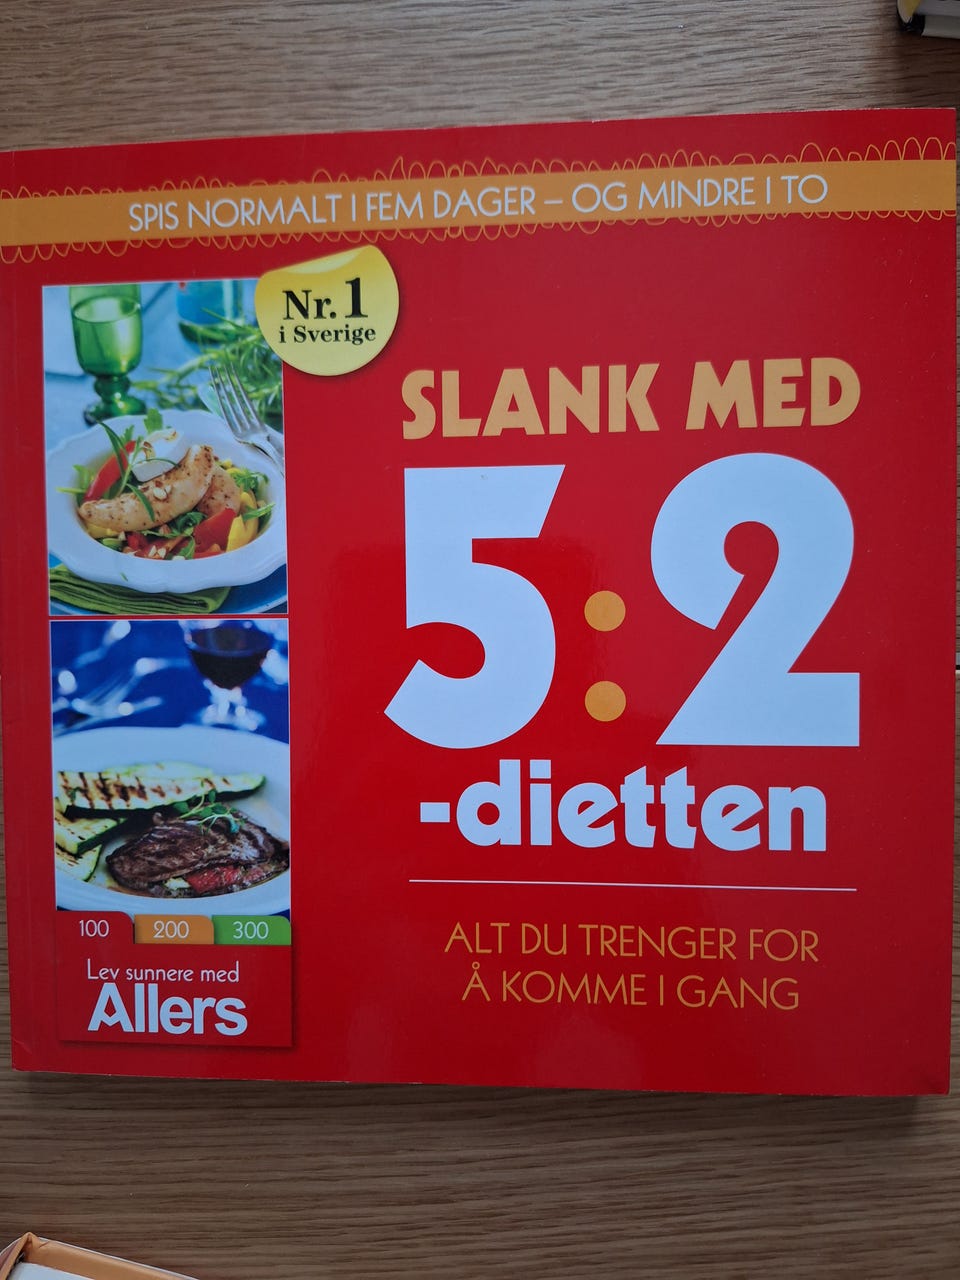 SPIS NORMALT I FEM DAGER – OG MINDRE I TO
Nr. 1
i Sverige
SLANK MED
5:2
-dietten
ALT DU TRENGER FOR
Å KOMME I GANG
100 200 300
Lev sunnere med
Allers